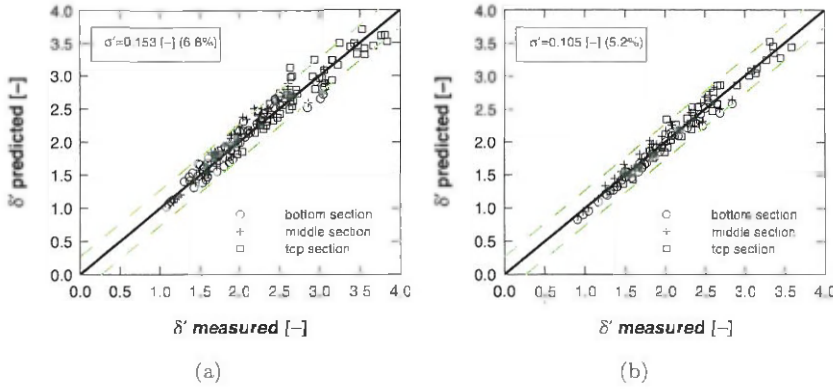 4.0
3.5
3.0
2.5
2.0
1.5
1.0
0.5
0.0
δ′ predicted [−]
σ′=0.153 [−] (6.8%)
bottom section
middle section
top section
0.0 0.5 1.0 1.5 2.0 2.5 3.0 3.5 4.0
δ′ measured [−]
(a)
4.0
3.5
3.0
2.5
2.0
1.5
1.0
0.5
0.0
δ′ predicted [−]
σ′=0.105 [−] (5.2%)
bottom section
middle section
top section
0.0 0.5 1.0 1.5 2.0 2.5 3.0 3.5 4.0
δ′ measured [−]
(b)